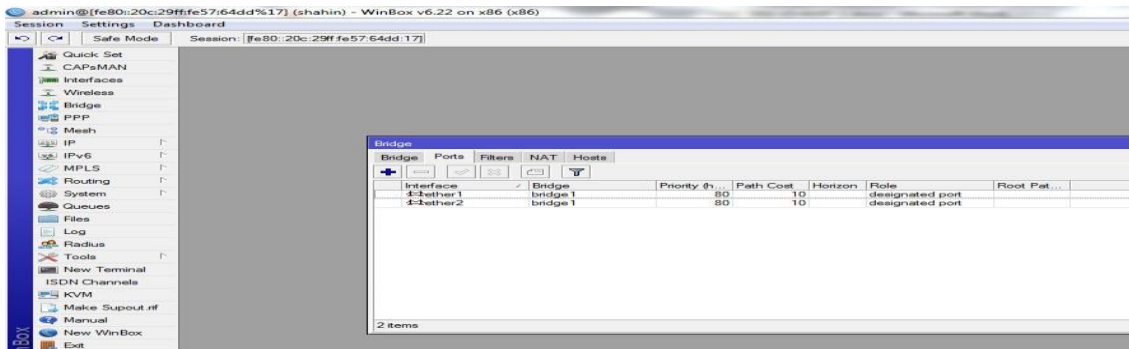 admin@[fe80::20c:29ff:fe57:64dd%17] (shahin) - WinBox v6.22 on x86 (x86)
Session Settings Dashboard
Safe Mode Session: [fe80::20c:29ff:fe57:64dd:17]
Quick Set
CAPsMAN
Interfaces
Wireless
Bridge
PPP
Mesh
IP
IPv6
MPLS
Routing
System
Queues
Files
Log
Radius
Tools
New Terminal
ISDN Channels
KVM
Make Supout.rif
Manual
New WinBox
Exit
Bridge
Bridge Ports Filters NAT Hosts
Interface Bridge Priority (h... Path Cost Horizon Role Root Pat...
ether1 bridge1 80 10 designated port
ether2 bridge1 80 10 designated port
2 items